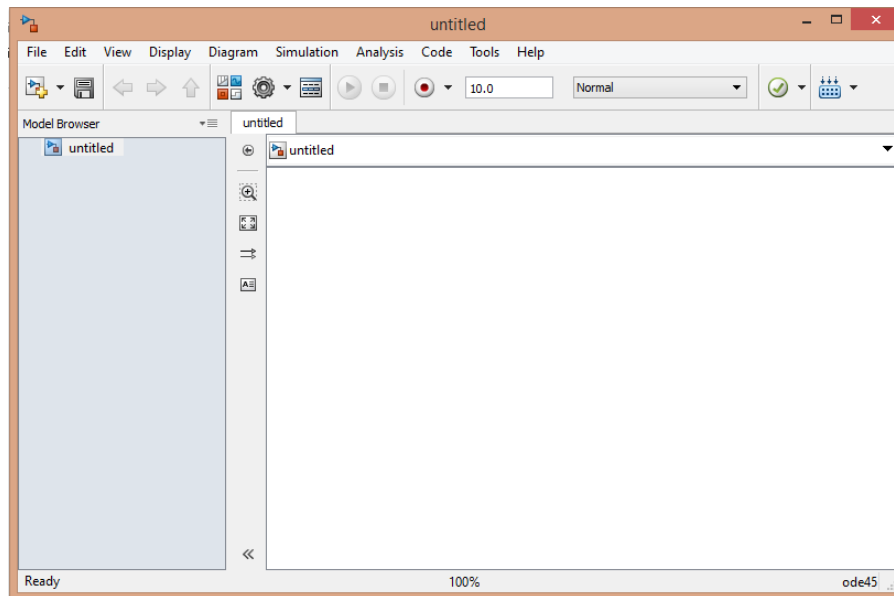 untitled
File Edit View Display Diagram Simulation Analysis Code Tools Help
10.0 Normal
Model Browser untitled
untitled untitled
Ready 100% ode45